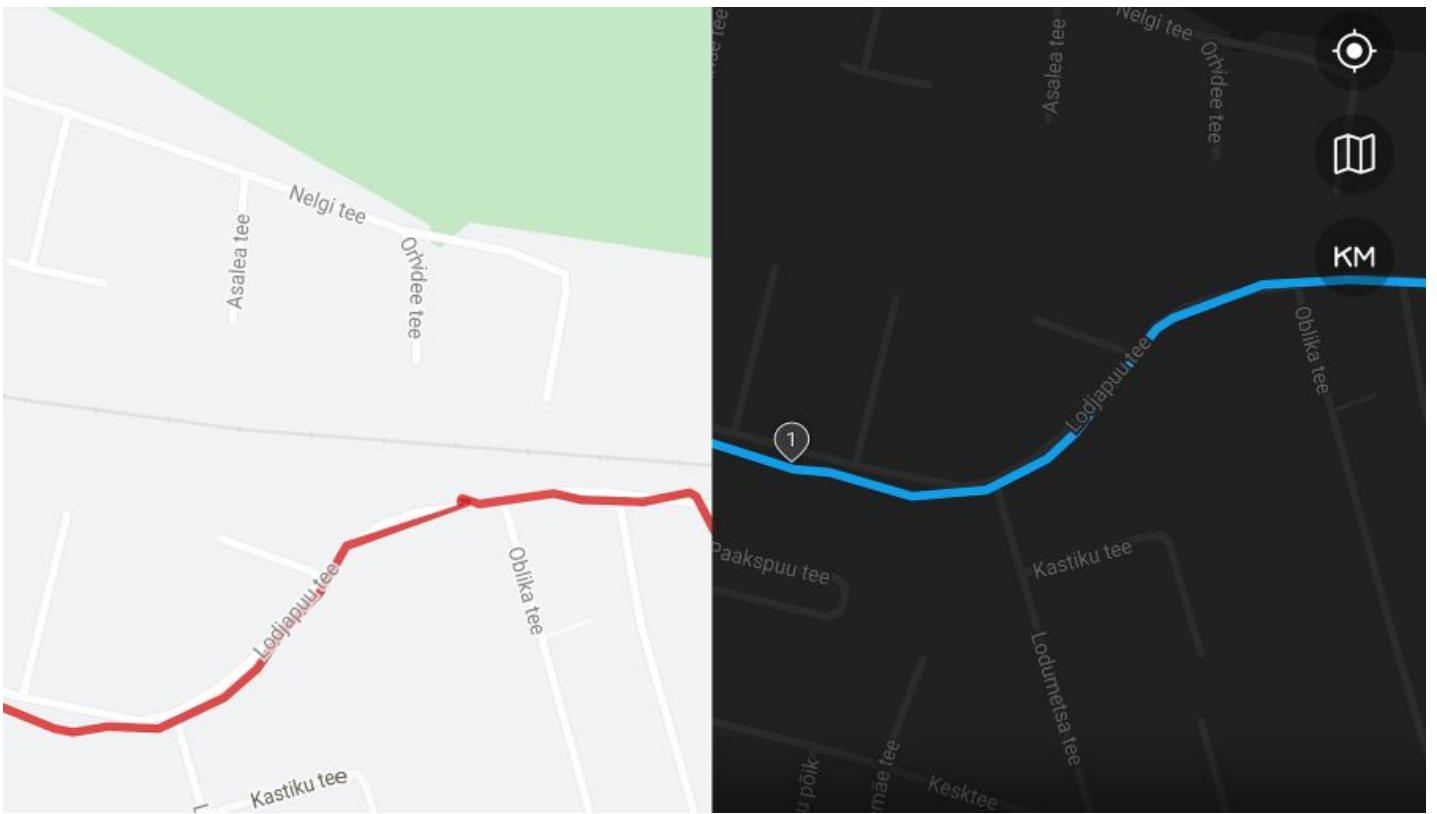 Nelgi tee
Asalea tee
Orhidee tee
Lodjapuu tee
Oblika tee
Kastiku tee
Nelgi tee
Asalea tee
Orhidee tee
KM
Oblika tee
Lodjapuu tee
1
Paakspuu tee
Kastiku tee
Lodumetsa tee
Kesktee